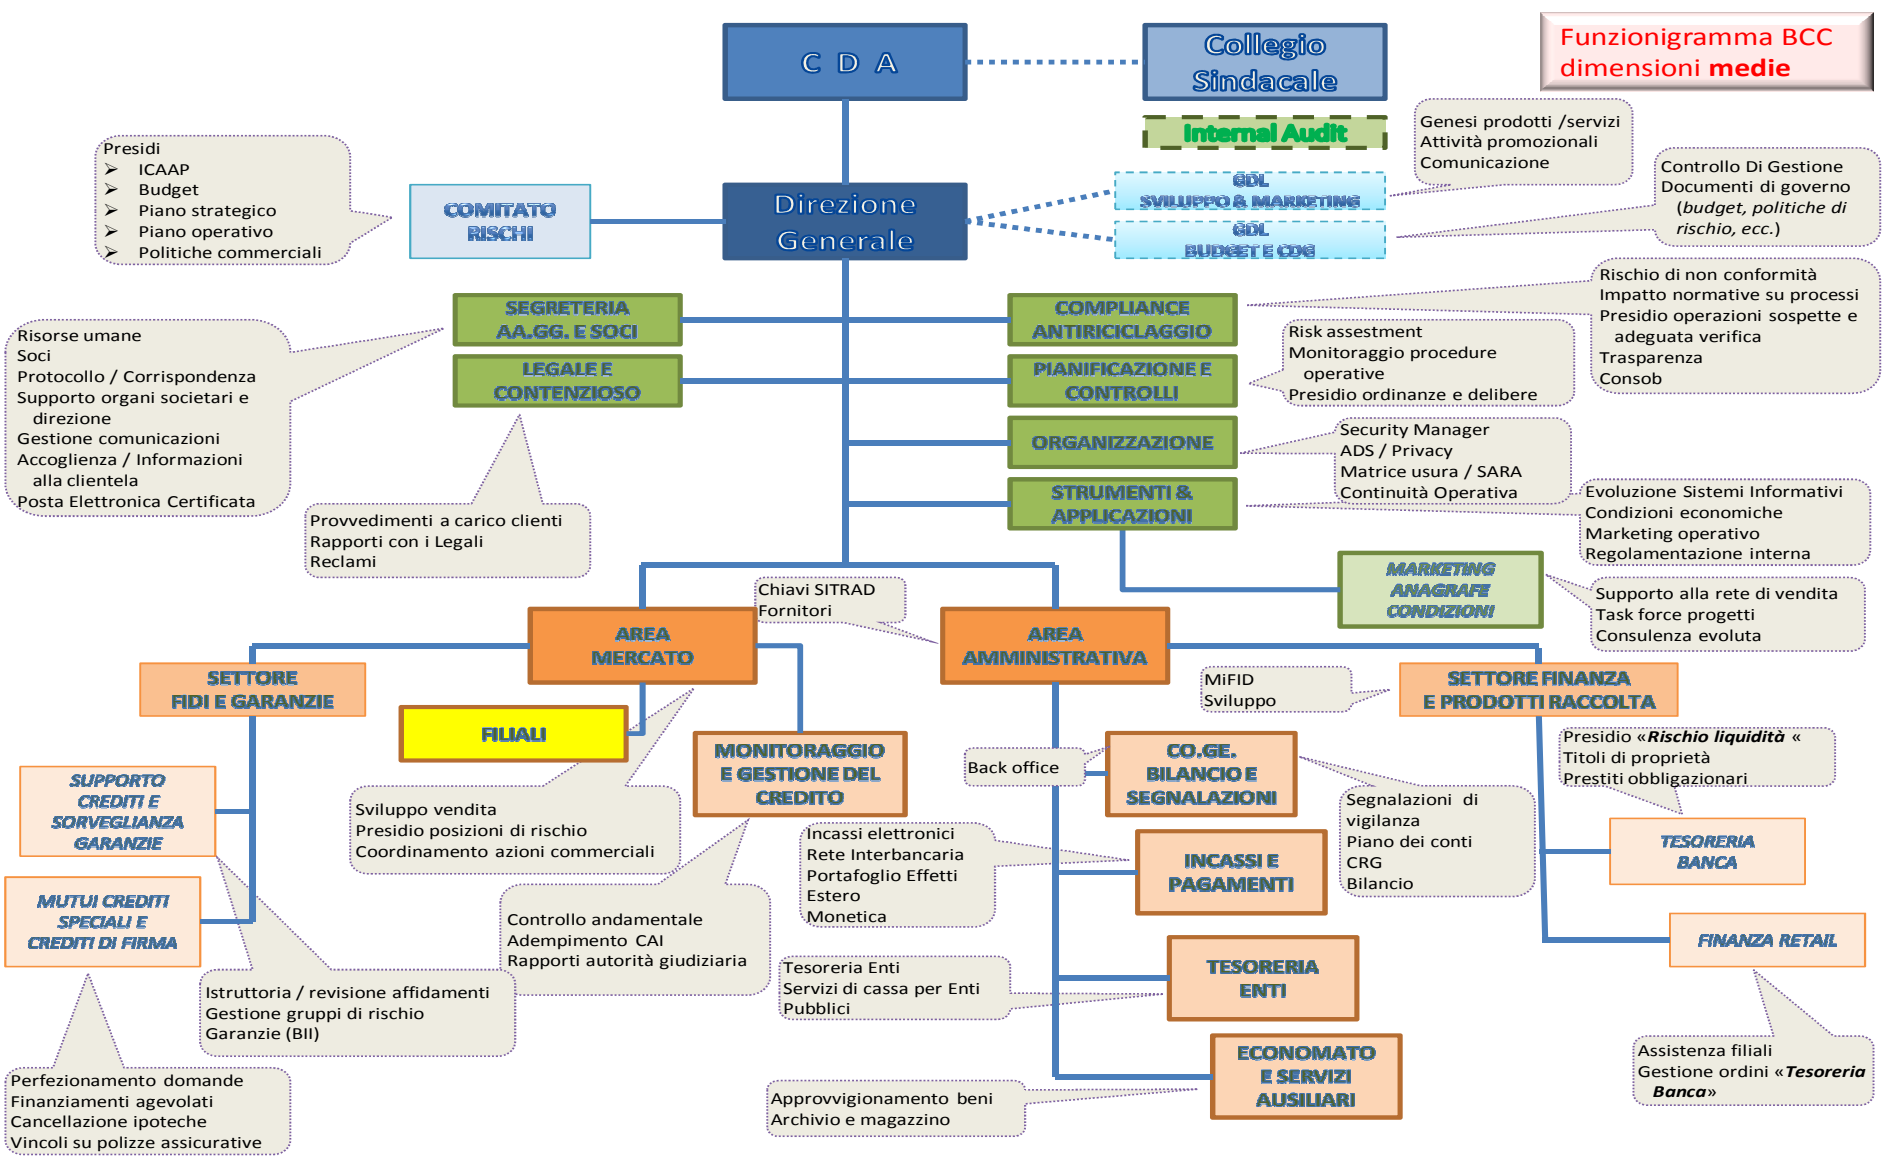 C D A
Collegio
Sindacale
Funzionigramma BCC
dimensioni medie
Internal Audit
Genesi prodotti /servizi
Attività promozionali
Comunicazione
Presidi
➢ ICAAP
➢ Budget
➢ Piano strategico
➢ Piano operativo
➢ Politiche commerciali
COMITATO
RISCHI
Direzione
Generale
GDL
SVILUPPO & MARKETING
GDL
BUDGET E CDG
Controllo Di Gestione
Documenti di governo
(budget, politiche di
rischio, ecc.)
SEGRETERIA
AA.GG. E SOCI
COMPLIANCE
ANTIRICICLAGGIO
Rischio di non conformità
Impatto normative su processi
Presidio operazioni sospette e
adeguata verifica
Trasparenza
Consob
Risorse umane
Soci
Protocollo / Corrispondenza
Supporto organi societari e
direzione
Gestione comunicazioni
Accoglienza / Informazioni
alla clientela
Posta Elettronica Certificata
LEGALE E
CONTENZIOSO
PIANIFICAZIONE E
CONTROLLI
Risk assestment
Monitoraggio procedure
operative
Presidio ordinanze e delibere
ORGANIZZAZIONE
Security Manager
ADS / Privacy
Matrice usura / SARA
Continuità Operativa
STRUMENTI &
APPLICAZIONI
Evoluzione Sistemi Informativi
Condizioni economiche
Marketing operativo
Regolamentazione interna
Provvedimenti a carico clienti
Rapporti con i Legali
Reclami
MARKETING
ANAGRAFE
CONDIZIONI
Supporto alla rete di vendita
Task force progetti
Consulenza evoluta
Chiavi SITRAD
Fornitori
AREA
MERCATO
AREA
AMMINISTRATIVA
SETTORE
FIDI E GARANZIE
MiFID
Sviluppo
SETTORE FINANZA
E PRODOTTI RACCOLTA
FILIALI
MONITORAGGIO
E GESTIONE DEL
CREDITO
Back office
CO.GE.
BILANCIO E
SEGNALAZIONI
Presidio «Rischio liquidità «
Titoli di proprietà
Prestiti obbligazionari
SUPPORTO
CREDITI E
SORVEGLIANZA
GARANZIE
Sviluppo vendita
Presidio posizioni di rischio
Coordinamento azioni commerciali
Segnalazioni di
vigilanza
Piano dei conti
CRG
Bilancio
Incassi elettronici
Rete Interbancaria
Portafoglio Effetti
Estero
Monetica
INCASSI E
PAGAMENTI
TESORERIA
BANCA
MUTUI CREDITI
SPECIALI E
CREDITI DI FIRMA
Controllo andamentale
Adempimento CAI
Rapporti autorità giudiziaria
FINANZA RETAIL
Istruttoria / revisione affidamenti
Gestione gruppi di rischio
Garanzie (BII)
Tesoreria Enti
Servizi di cassa per Enti
Pubblici
TESORERIA
ENTI
Perfezionamento domande
Finanziamenti agevolati
Cancellazione ipoteche
Vincoli su polizze assicurative
Approvvigionamento beni
Archivio e magazzino
ECONOMATO
E SERVIZI
AUSILIARI
Assistenza filiali
Gestione ordini «Tesoreria
Banca»